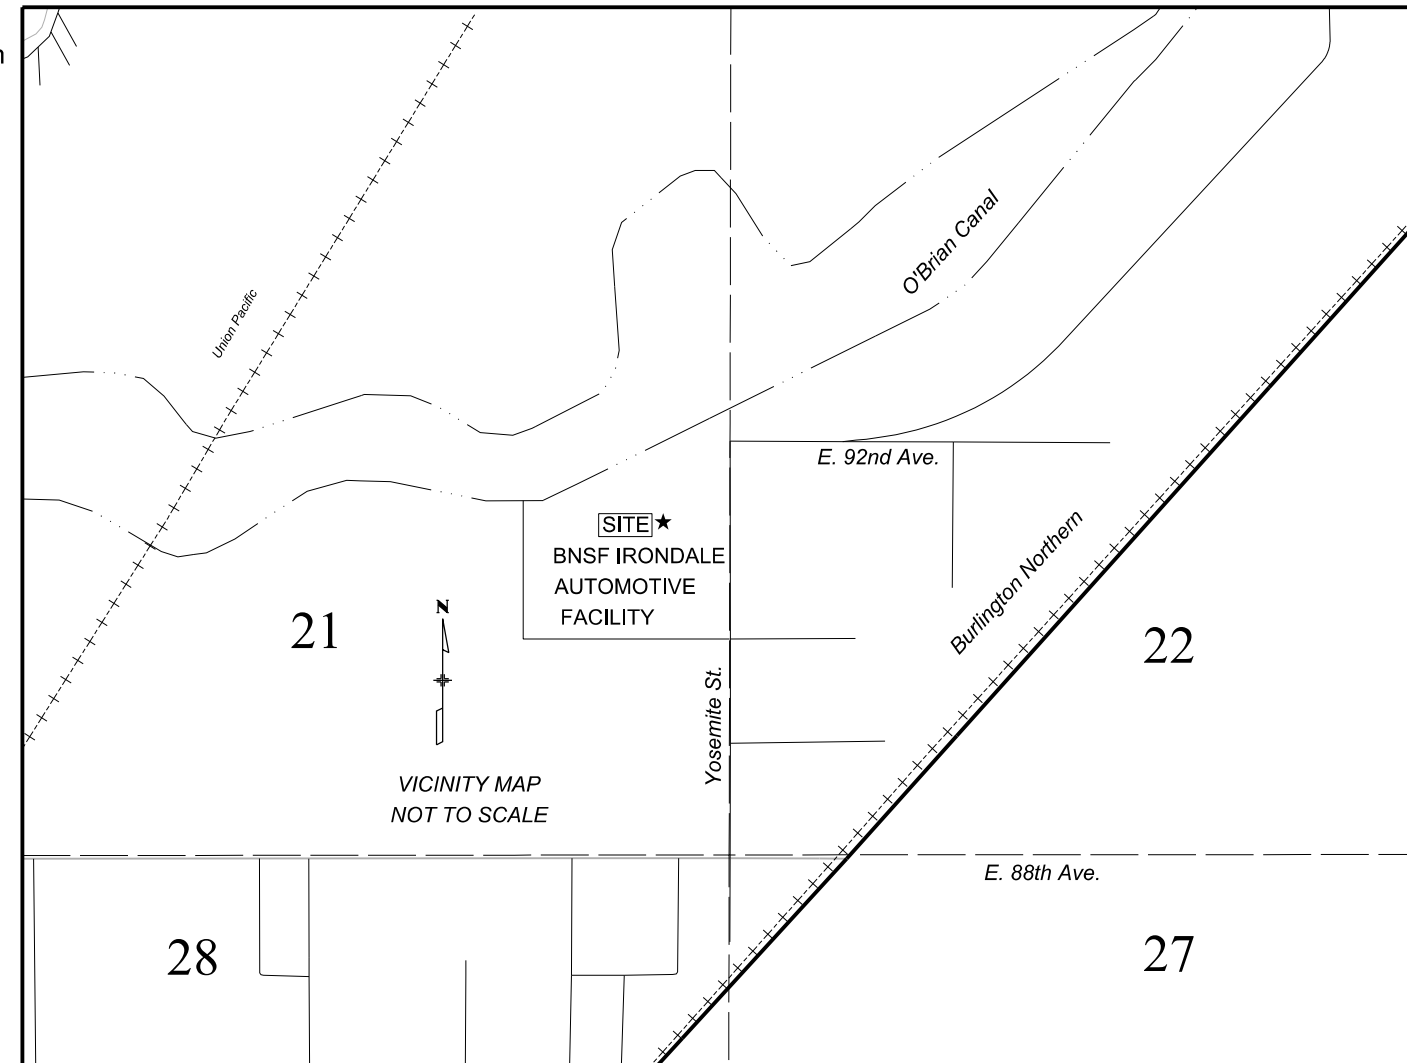 O'Brian Canal
Union Pacific
E. 92nd Ave.
SITE
BNSF IRONDALE
AUTOMOTIVE
FACILITY
Burlington Northern
21
N
22
Yosemite St.
VICINITY MAP
NOT TO SCALE
E. 88th Ave.
28
27